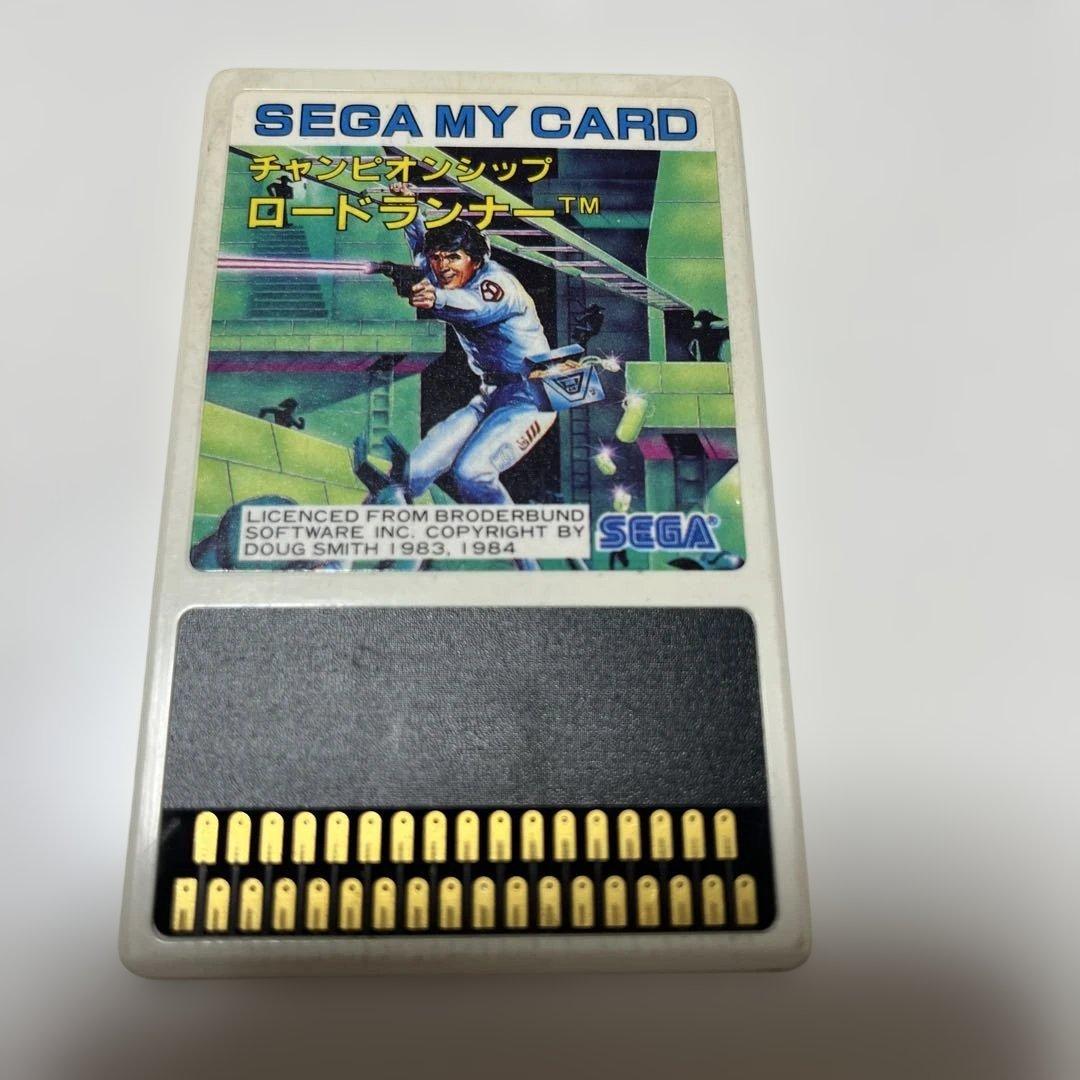 SEGA MY CARD
チャンピオンシップ
ロードランナー™
LICENCED FROM BRODERBUND
SOFTWARE INC. COPYRIGHT BY
DOUG SMITH 1983, 1984
SEGA®